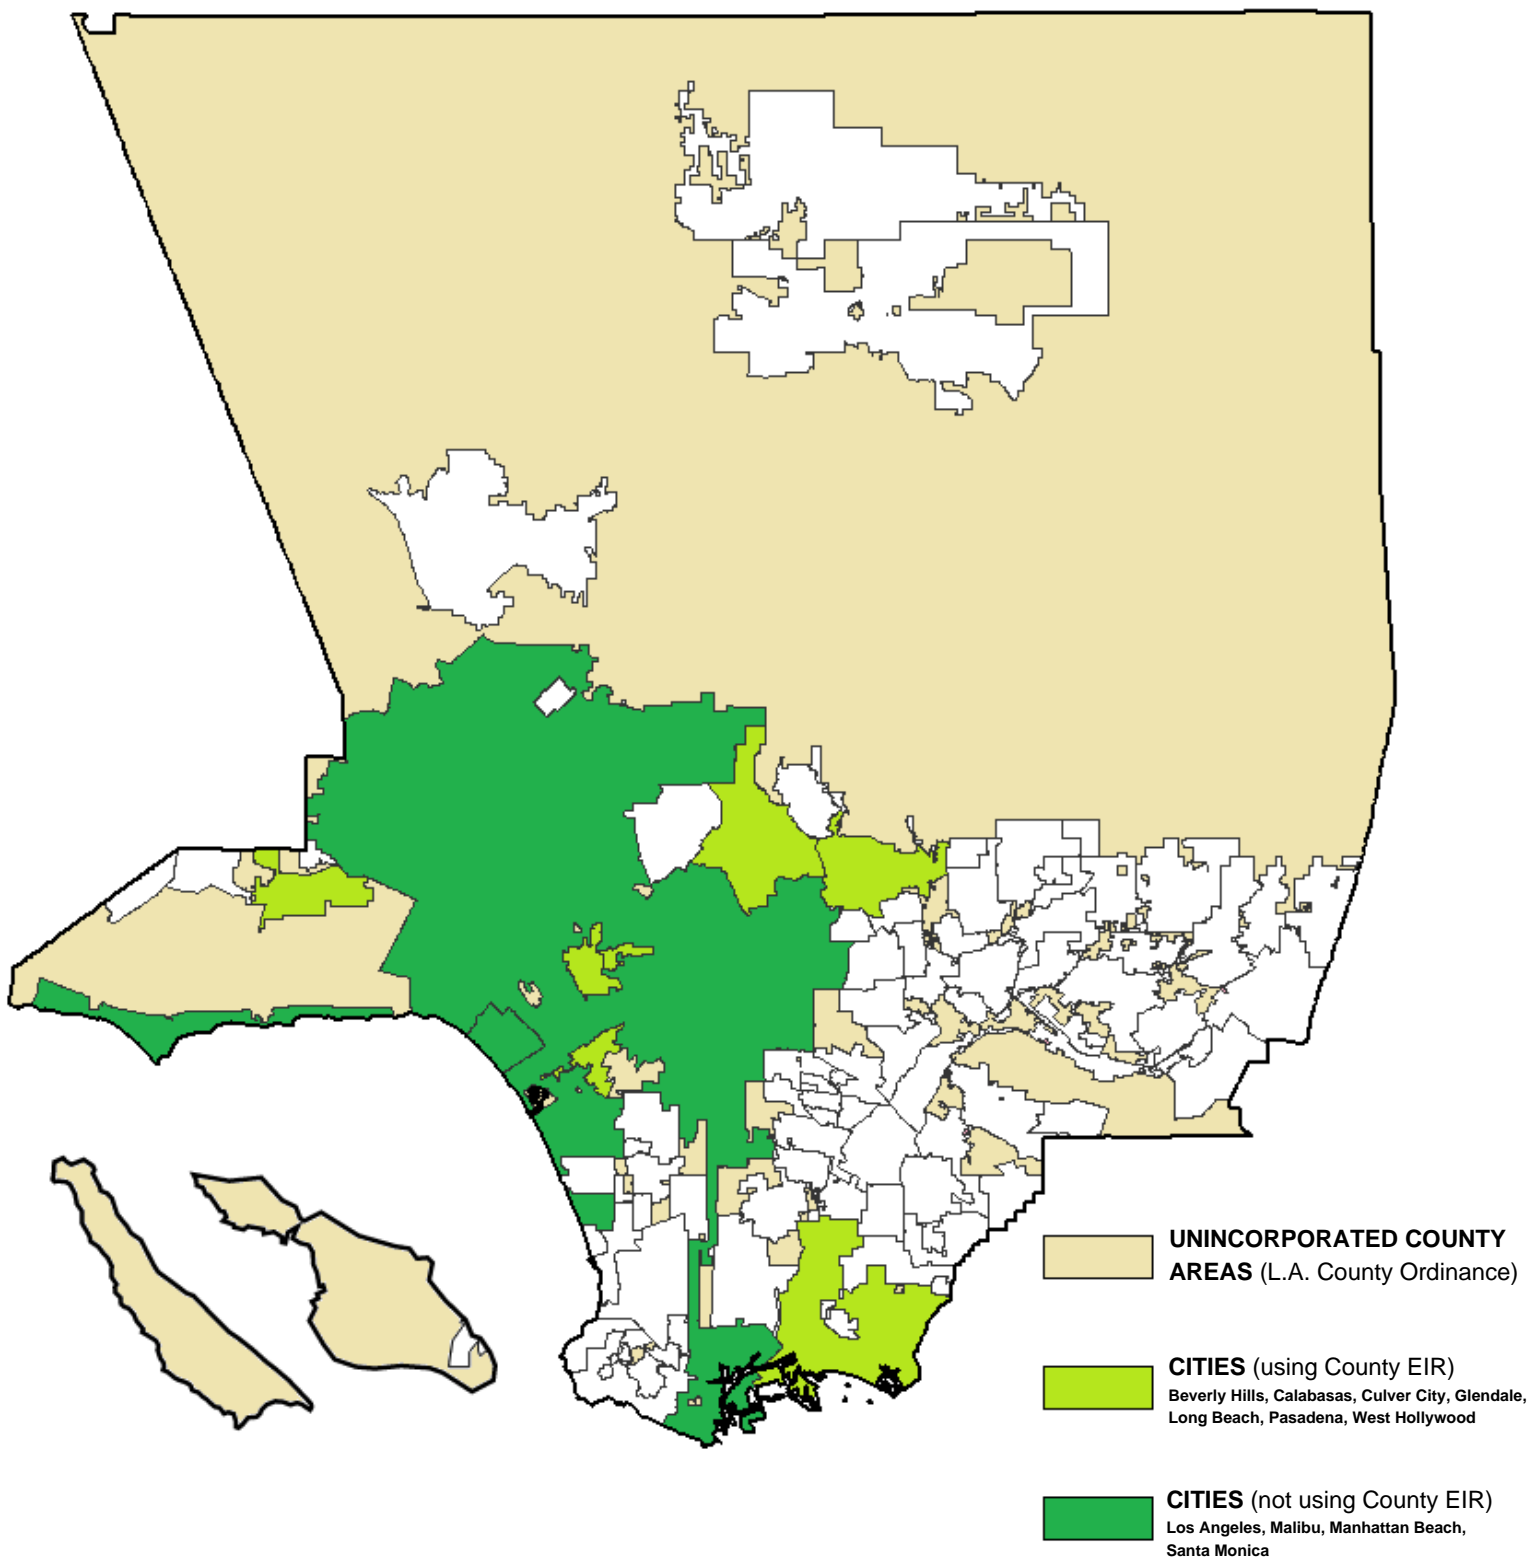 UNINCORPORATED COUNTY
AREAS (L.A. County Ordinance)
CITIES (using County EIR)
Beverly Hills, Calabasas, Culver City, Glendale,
Long Beach, Pasadena, West Hollywood
CITIES (not using County EIR)
Los Angeles, Malibu, Manhattan Beach,
Santa Monica